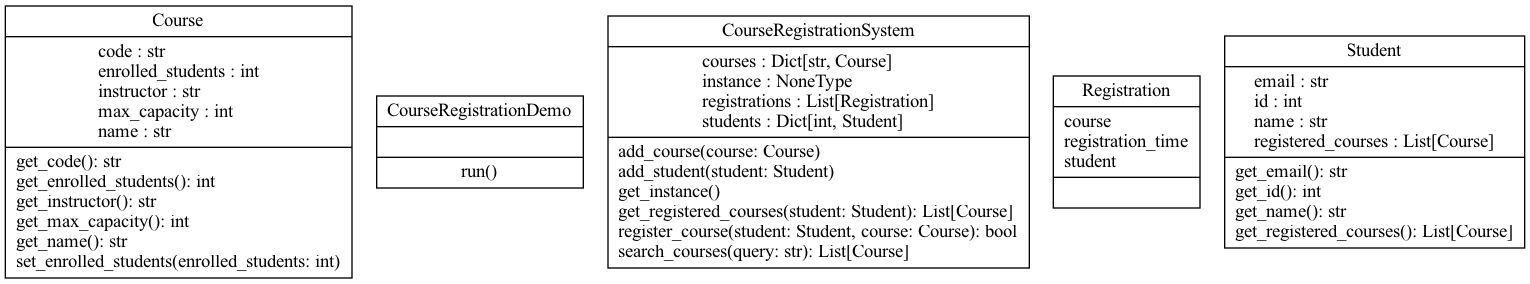 Course
code : str
enrolled_students : int
instructor : str
max_capacity : int
name : str
get_code(): str
get_enrolled_students(): int
get_instructor(): str
get_max_capacity(): int
get_name(): str
set_enrolled_students(enrolled_students: int)
CourseRegistrationDemo
run()
CourseRegistrationSystem
courses : Dict[str, Course]
instance : NoneType
registrations : List[Registration]
students : Dict[int, Student]
add_course(course: Course)
add_student(student: Student)
get_instance()
get_registered_courses(student: Student): List[Course]
register_course(student: Student, course: Course): bool
search_courses(query: str): List[Course]
Registration
course
registration_time
student
Student
email : str
id : int
name : str
registered_courses : List[Course]
get_email(): str
get_id(): int
get_name(): str
get_registered_courses(): List[Course]